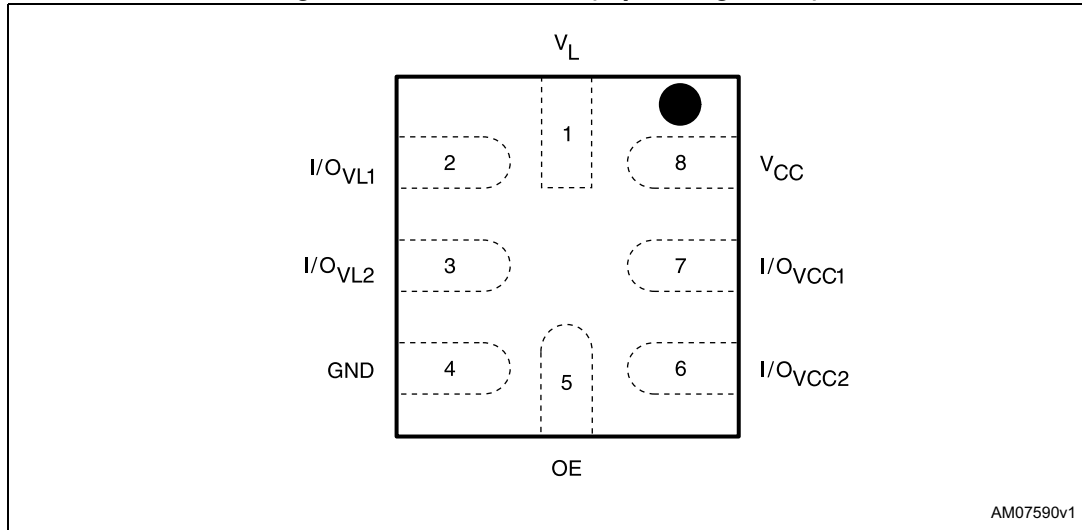 V_L
1
I/O_VL1 2 8 V_CC
I/O_VL2 3 7 I/O_VCC1
GND 4 6 I/O_VCC2
5
OE
AM07590v1